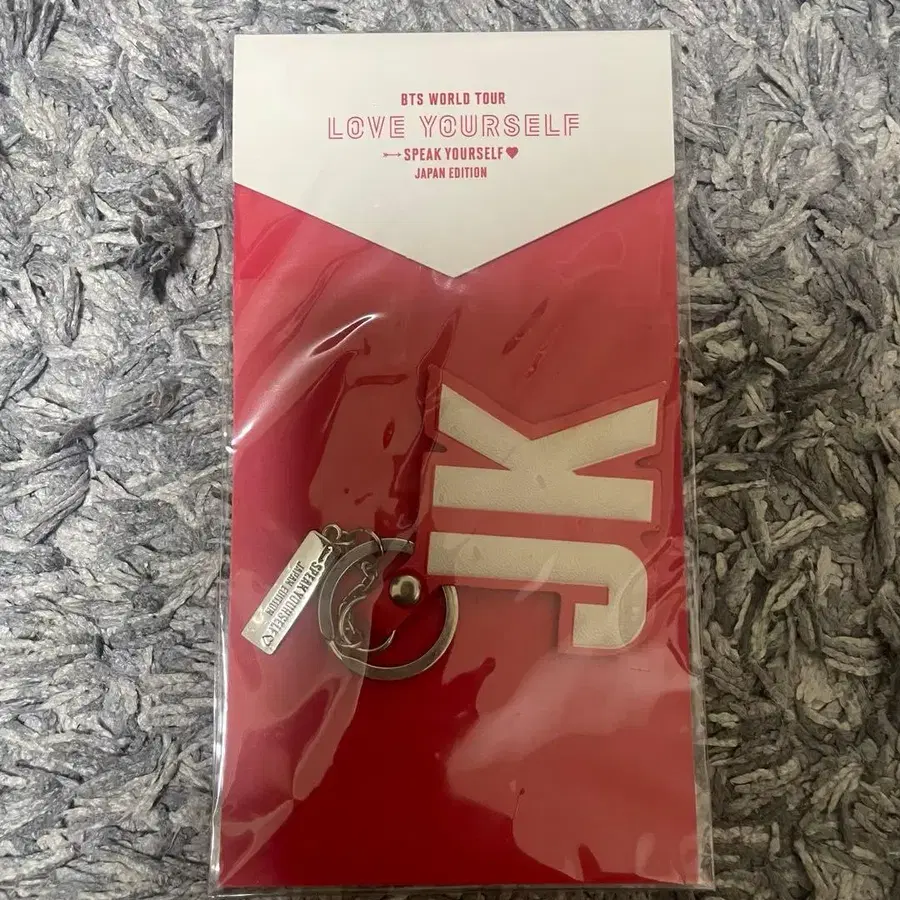 BTS WORLD TOUR
LOVE YOURSELF
SPEAK YOURSELF
JAPAN EDITION
JK
SPEAK YOURSELF
JAPAN EDITION